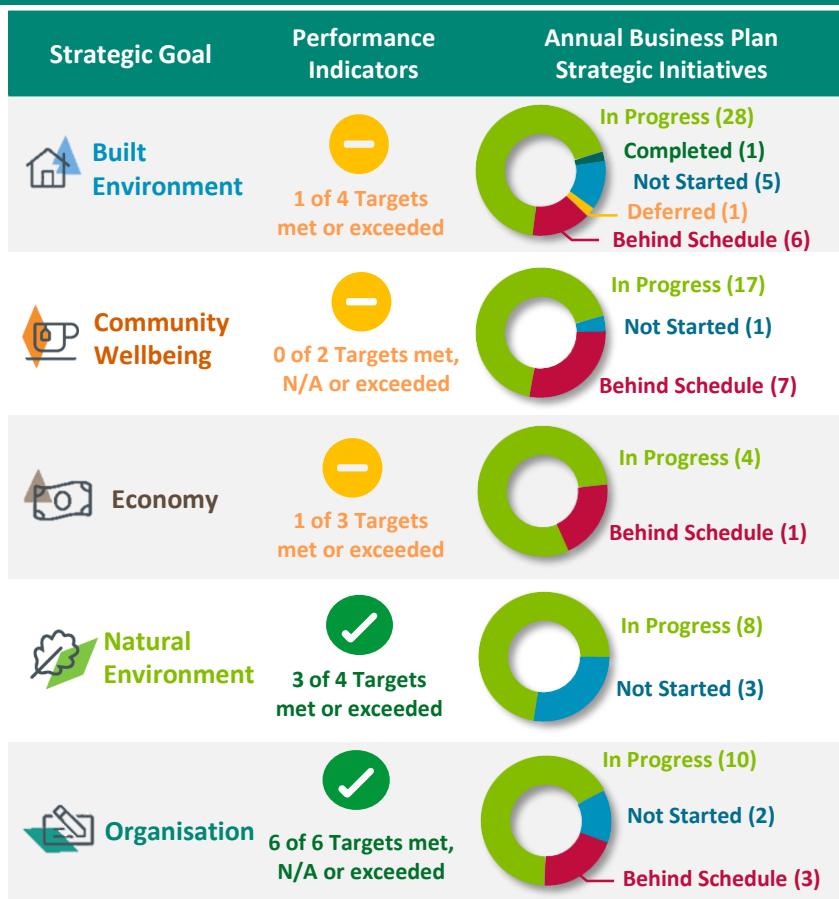 Strategic Goal
Performance
Indicators
Annual Business Plan
Strategic Initiatives
Built
Environment
1 of 4 Targets
met or exceeded
In Progress (28)
Completed (1)
Not Started (5)
Deferred (1)
Behind Schedule (6)
Community
Wellbeing
0 of 2 Targets met,
N/A or exceeded
In Progress (17)
Not Started (1)
Behind Schedule (7)
Economy
1 of 3 Targets
met or exceeded
In Progress (4)
Behind Schedule (1)
Natural
Environment
3 of 4 Targets
met or exceeded
In Progress (8)
Not Started (3)
Organisation
6 of 6 Targets met,
N/A or exceeded
In Progress (10)
Not Started (2)
Behind Schedule (3)